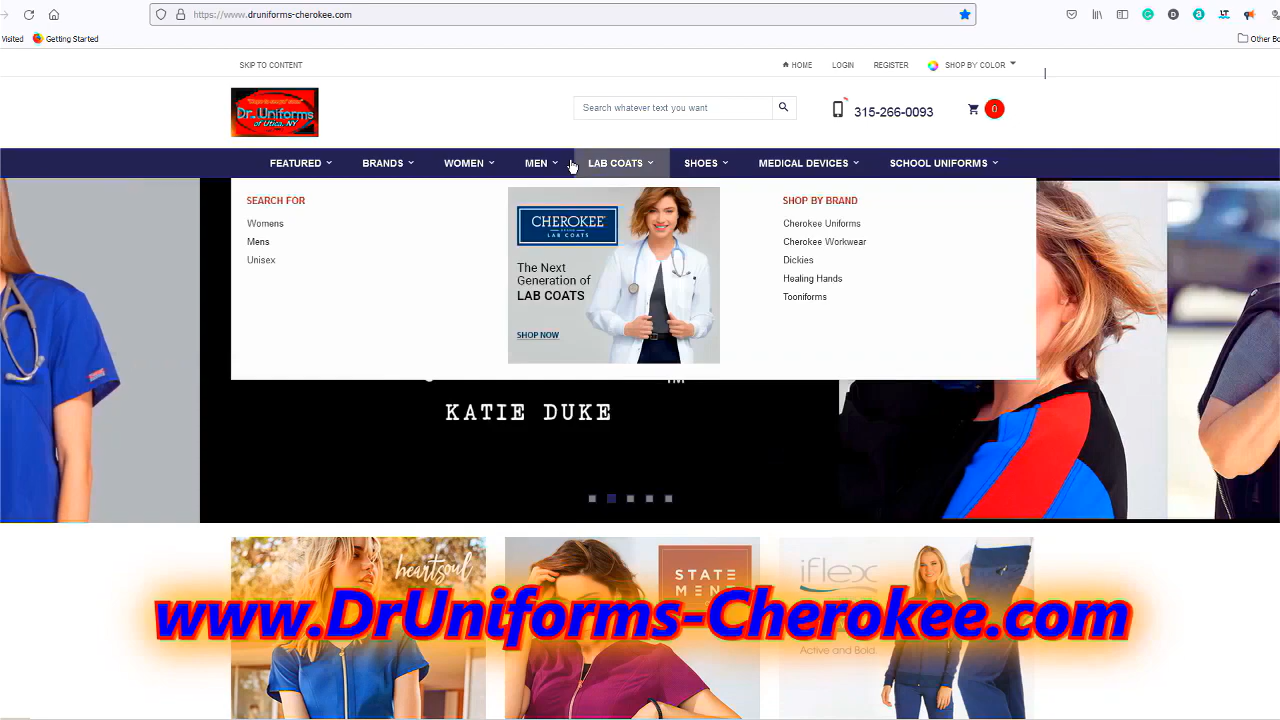 https://www.druniforms-cherokee.com
Visited
Getting Started
Other Bo
SKIP TO CONTENT
HOME
LOGIN
REGISTER
SHOP BY COLOR
Dr. Uniforms
of Utica, NY
Search whatever text you want
315-266-0093
0
FEATURED
BRANDS
WOMEN
MEN
LAB COATS
SHOES
MEDICAL DEVICES
SCHOOL UNIFORMS
SEARCH FOR
Womens
Mens
Unisex
CHEROKEE
LAB COATS
The Next
Generation of
LAB COATS
SHOP NOW
SHOP BY BRAND
Cherokee Uniforms
Cherokee Workwear
Dickies
Healing Hands
Tooniforms
TM
KATIE DUKE
heartsoul
STATE
MENT
iflex
www.DrUniforms-Cherokee.com
Active and Bold.